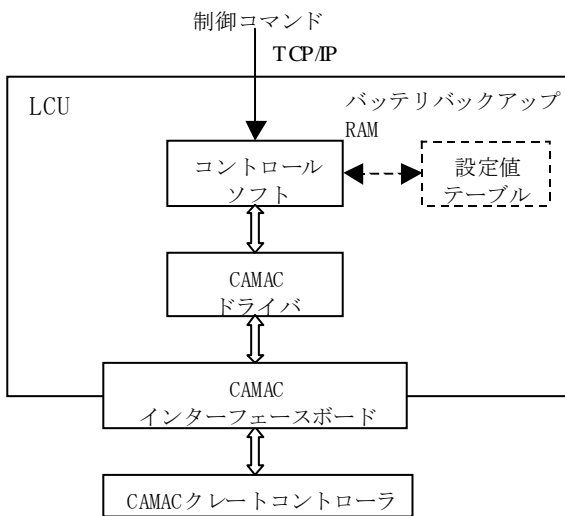 制御コマンド
TCP/IP
LCU
バッテリバックアップ
RAM
コントロール
ソフト
設定値
テーブル
CAMAC
ドライバ
CAMAC
インターフェースボード
CAMACクレートコントローラ